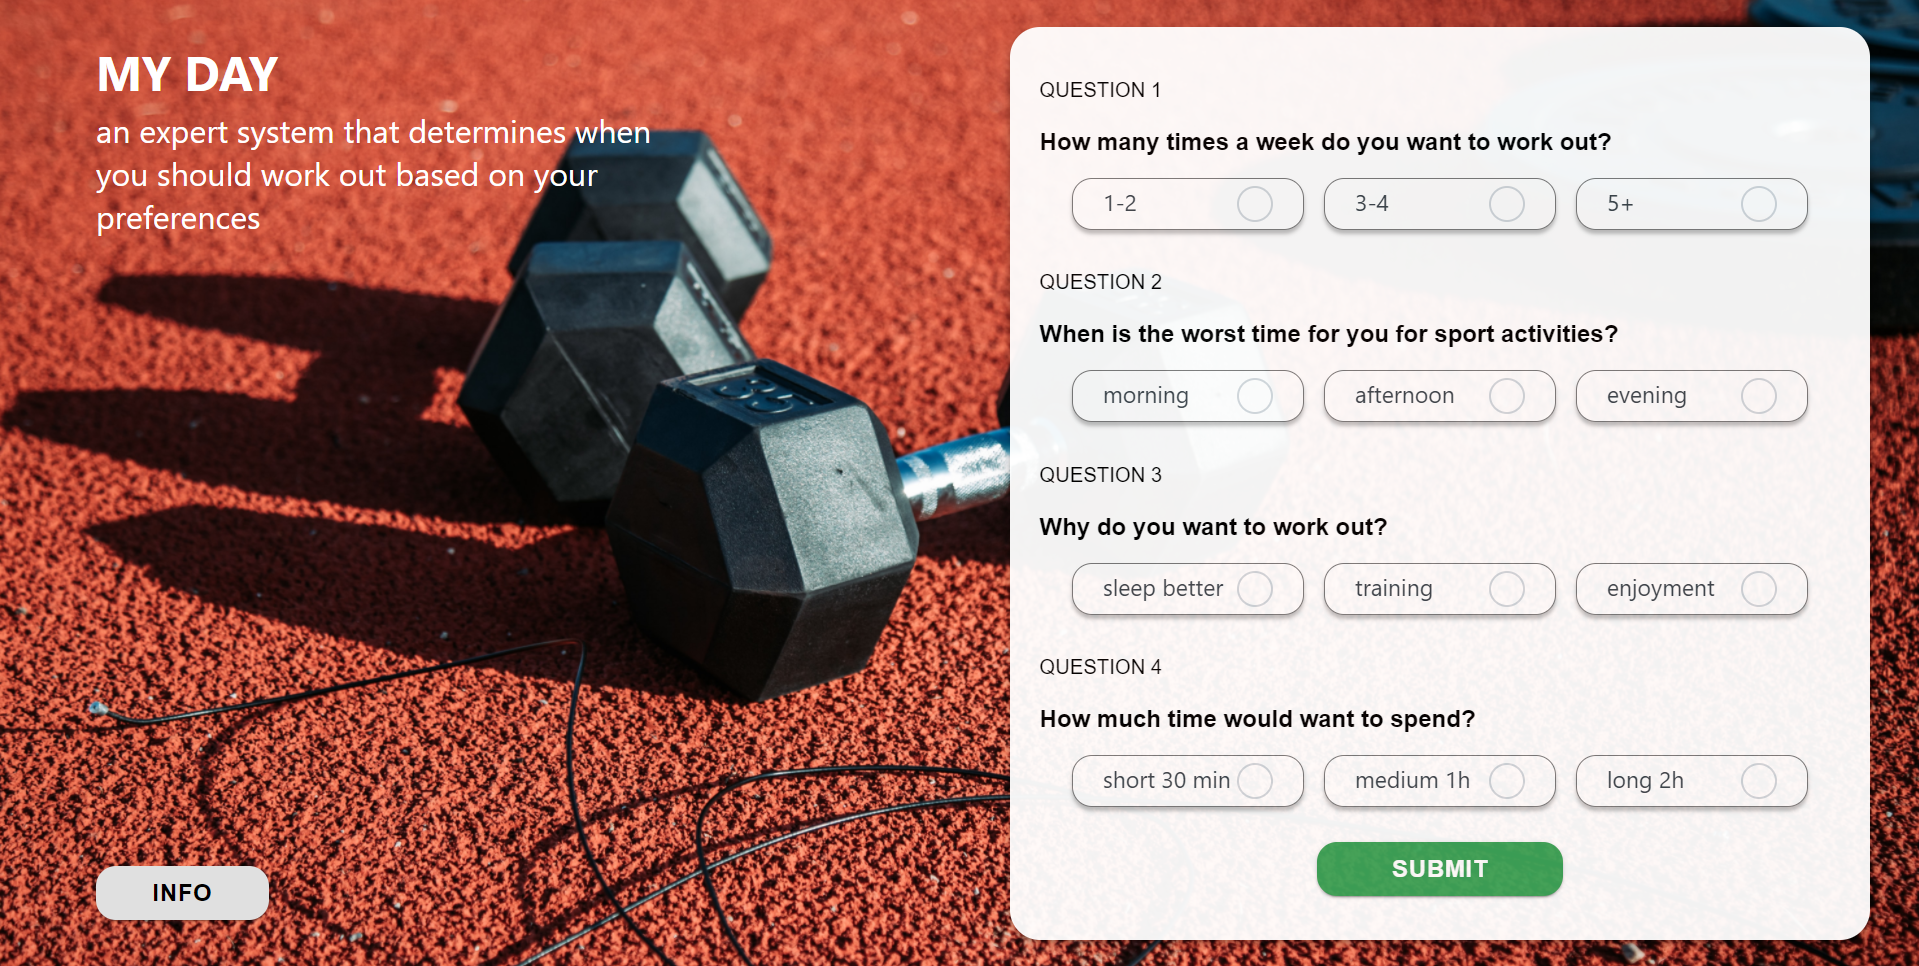 MY DAY
an expert system that determines when
you should work out based on your
preferences
INFO
QUESTION 1
How many times a week do you want to work out?
1-2
3-4
5+
QUESTION 2
When is the worst time for you for sport activities?
morning
afternoon
evening
QUESTION 3
Why do you want to work out?
sleep better
training
enjoyment
QUESTION 4
How much time would want to spend?
short 30 min
medium 1h
long 2h
SUBMIT
35